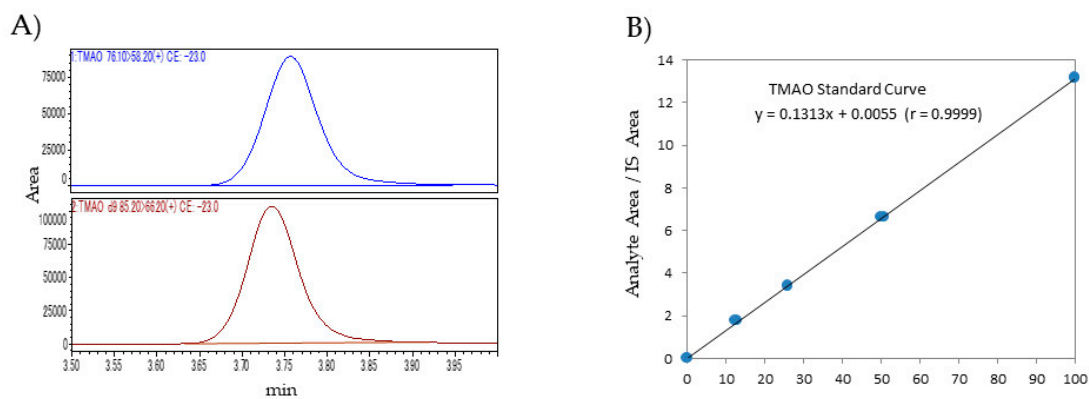 A)
1:TMAO 76.10>58.20(+) CE: -23.0
75000
50000
25000
0
Area
2:TMAO d9 85.20>66.20(+) CE: -23.0
100000
75000
50000
25000
0
3.50 3.55 3.60 3.65 3.70 3.75 3.80 3.85 3.90 3.95
min
B)
TMAO Standard Curve
y = 0.1313x + 0.0055 (r = 0.9999)
Analyte Area / IS Area
14
12
10
8
6
4
2
0
0 10 20 30 40 50 60 70 80 90 100